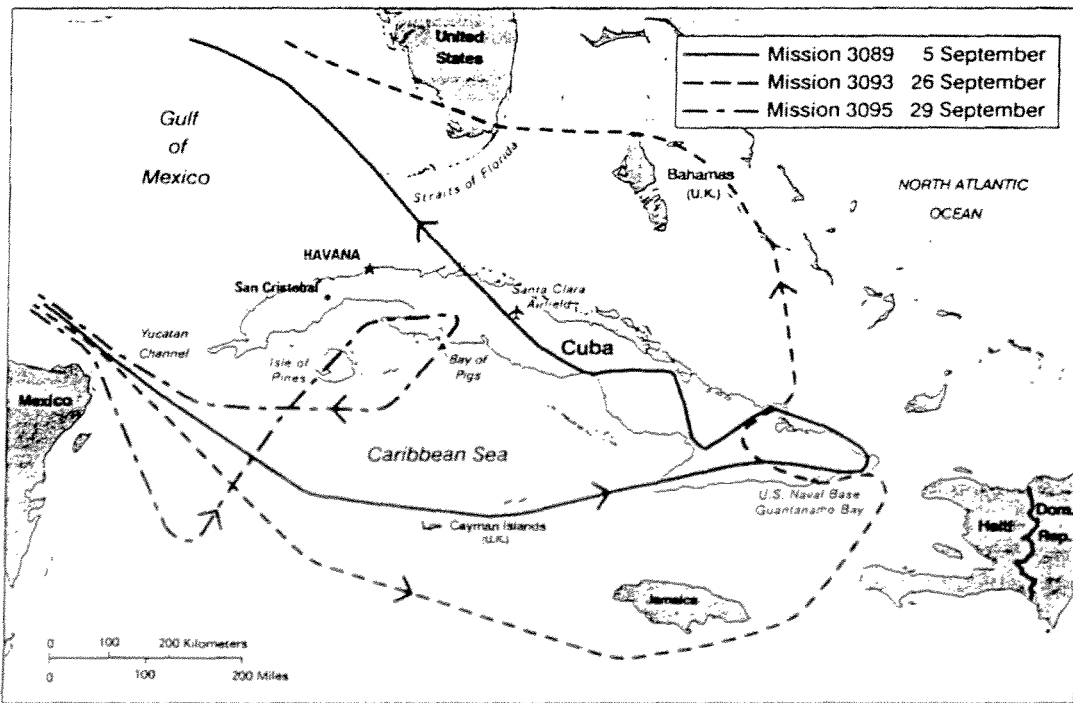 United
States
Mission 3089 5 September
Mission 3093 26 September
Mission 3095 29 September
Gulf
of
Mexico
Straits of Florida
Bahamas
(U.K.)
NORTH ATLANTIC
OCEAN
HAVANA
San Cristobal
Santa Clara
Airfield
Yucatan
Channel
Isle of
Pines
Bay of
Pigs
Cuba
Mexico
Caribbean Sea
U.S. Naval Base
Guantanamo Bay
Cayman Islands
(U.K.)
Haiti
Dom.
Rep.
Jamaica
0 100 200 Kilometers
0 100 200 Miles